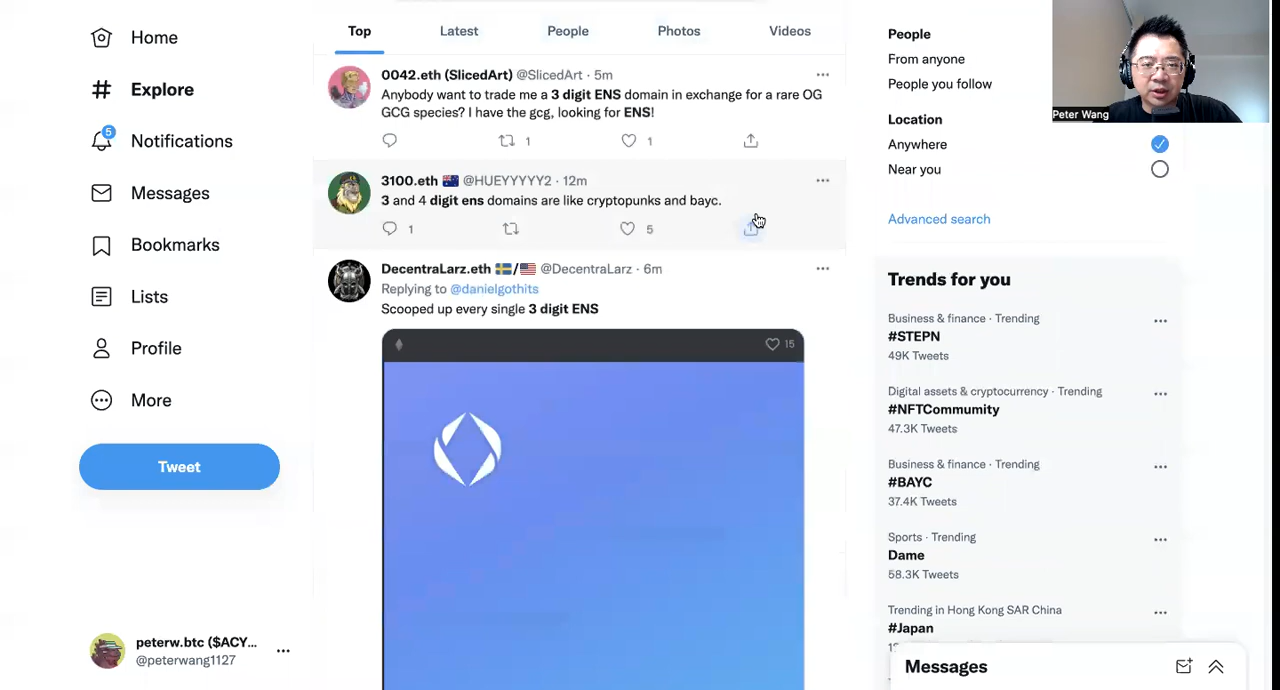 Home
Explore
5
Notifications
Messages
Bookmarks
Lists
Profile
More
Tweet
peterw.btc ($ACY...
@peterwang1127
Top
Latest
People
Photos
Videos
0042.eth (SlicedArt) @SlicedArt · 5m
Anybody want to trade me a 3 digit ENS domain in exchange for a rare OG
GCG species? I have the gcg, looking for ENS!
1
1
3100.eth 🇦🇺 @HUEYYYYY2 · 12m
3 and 4 digit ens domains are like cryptopunks and bayc.
1
5
DecentraLarz.eth 🇸🇪/🇺🇸 @DecentraLarz · 6m
Replying to @danielgothits
Scooped up every single 3 digit ENS
15
People
From anyone
People you follow
Location
Anywhere
Near you
Advanced search
Peter Wang
Trends for you
Business & finance · Trending
#STEPN
49K Tweets
Digital assets & cryptocurrency · Trending
#NFTCommumity
47.3K Tweets
Business & finance · Trending
#BAYC
37.4K Tweets
Sports · Trending
Dame
58.3K Tweets
Trending in Hong Kong SAR China
#Japan
Messages